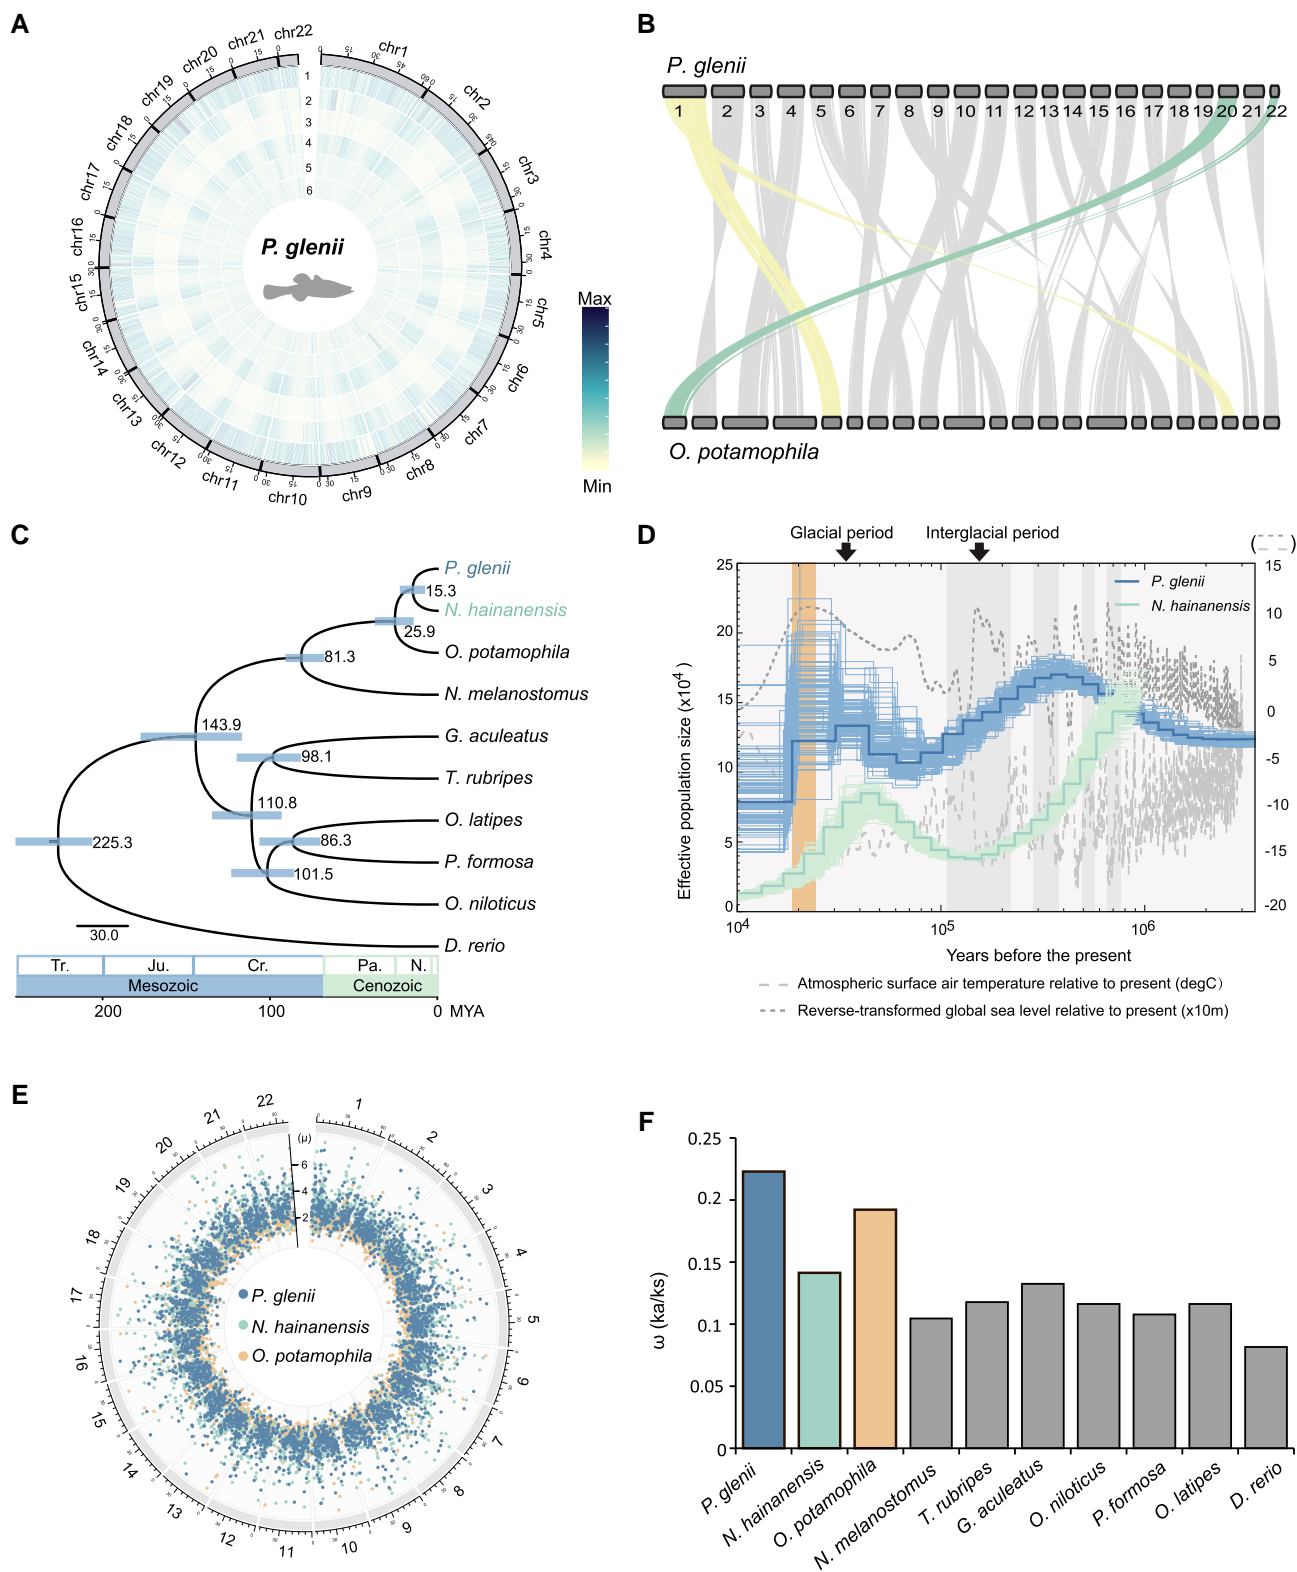 A
chr1
chr2
chr3
chr4
chr5
chr6
chr7
chr8
chr9
chr10
chr11
chr12
chr13
chr14
chr15
chr16
chr17
chr18
chr19
chr20
chr21
chr22
1
2
3
4
5
6
P. glenii
Max
Min
B
P. glenii
1 2 3 4 5 6 7 8 9 10 11 12 13 14 15 16 17 18 19 20 21 22
O. potamophila
C
P. glenii
15.3
N. hainanensis
25.9
O. potamophila
81.3
N. melanostomus
143.9
G. aculeatus
98.1
T. rubripes
110.8
O. latipes
86.3
225.3
P. formosa
101.5
O. niloticus
30.0
D. rerio
Tr. Ju. Cr. Pa. N.
Mesozoic Cenozoic
200 100 0 MYA
D
Glacial period Interglacial period
( )
25
20
15
10
5
0
Effective population size (x10⁴)
P. glenii
N. hainanensis
15
10
5
0
-5
-10
-15
-20
10⁴ 10⁵ 10⁶
Years before the present
Atmospheric surface air temperature relative to present (degC)
Reverse-transformed global sea level relative to present (x10m)
E
1
2
3
4
5
6
7
8
9
10
11
12
13
14
15
16
17
18
19
20
21
22
(μ)
6
4
2
P. glenii
N. hainanensis
O. potamophila
F
0.25
0.2
0.15
0.1
0.05
0
ω (ka/ks)
P. glenii
N. hainanensis
O. potamophila
N. melanostomus
T. rubripes
G. aculeatus
O. niloticus
P. formosa
O. latipes
D. rerio